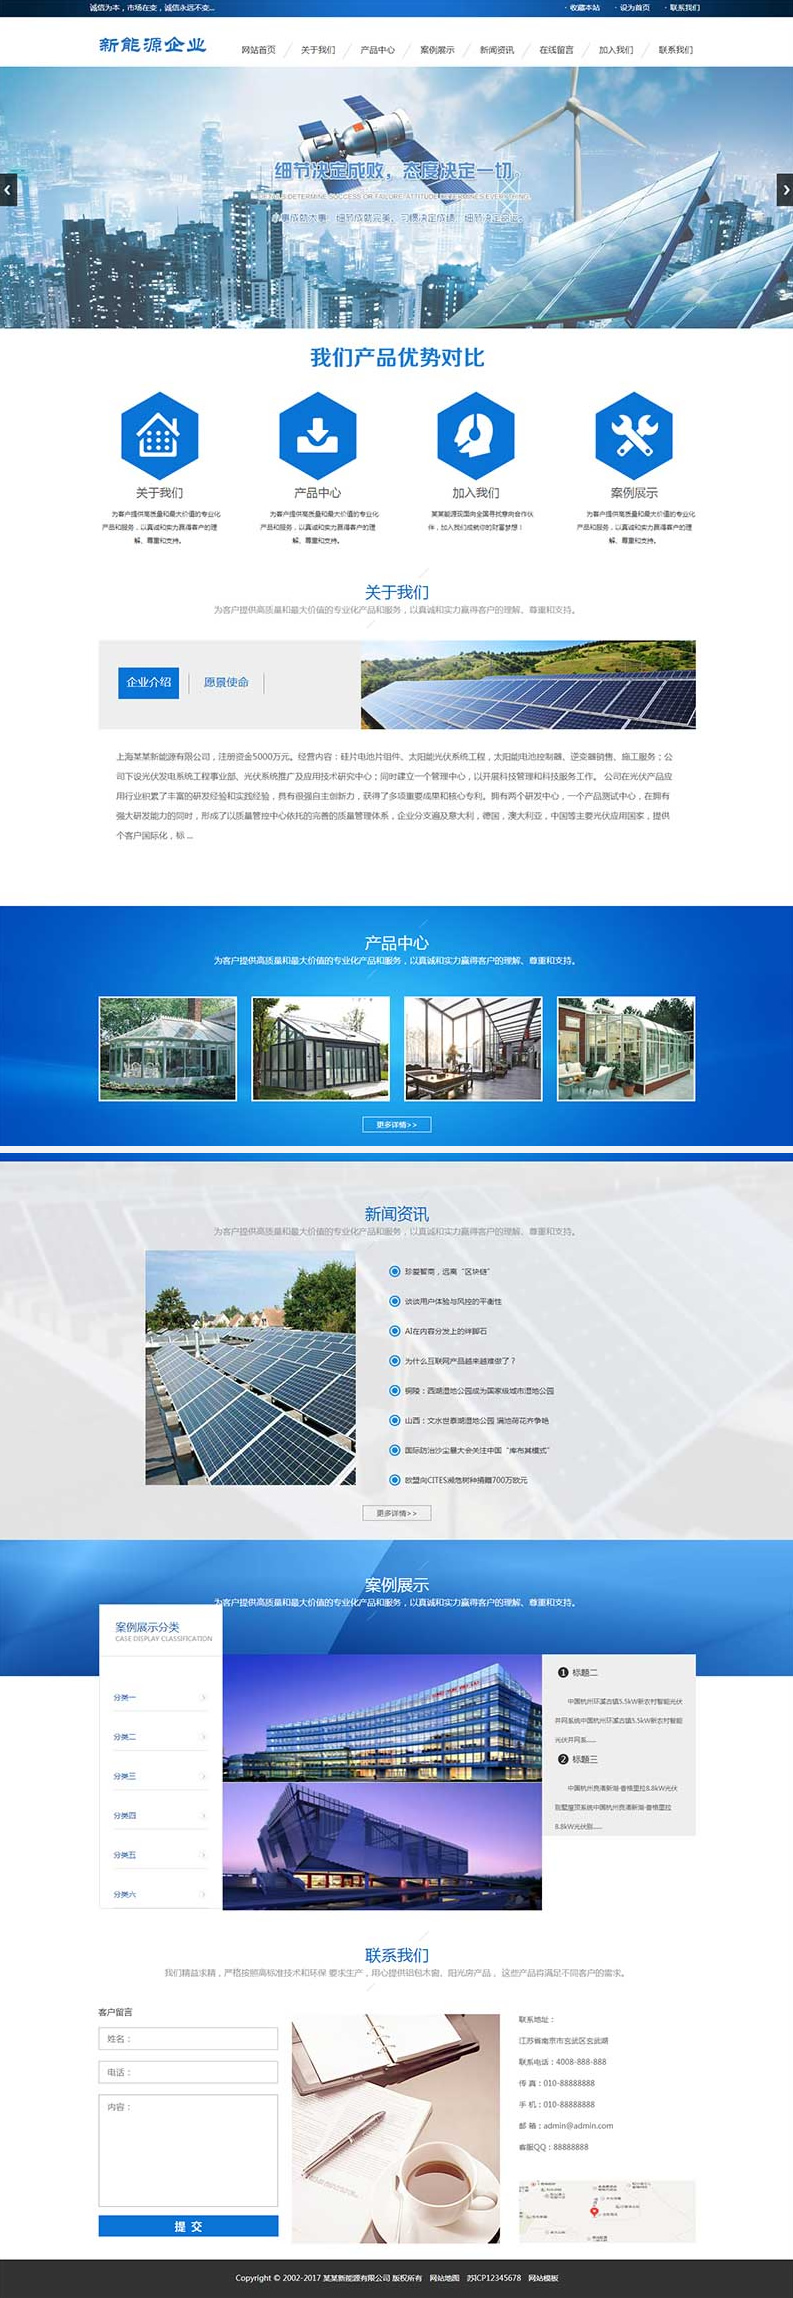 诚信为本，市场在变，诚信永远不变...
· 收藏本站 · 设为首页 · 联系我们
新能源企业
网站首页 关于我们 产品中心 案例展示 新闻资讯 在线留言 加入我们 联系我们
细节决定成败，态度决定一切。
DETAILS DETERMINE SUCCESS OR FAILURE, ATTITUDE DETERMINES EVERYTHING.
我们产品优势对比
关于我们
为客户提供高质量和最大价值的专业化
产品和服务，以真诚和实力赢得客户的理
解、尊重和支持。
产品中心
为客户提供高质量和最大价值的专业化
产品和服务，以真诚和实力赢得客户的理
解、尊重和支持。
加入我们
某某能源现面向全国寻找意向合作伙
伴，加入我们成就你的财富梦想！
案例展示
为客户提供高质量和最大价值的专业化
产品和服务，以真诚和实力赢得客户的理
解、尊重和支持。
关于我们
为客户提供高质量和最大价值的专业化产品和服务，以真诚和实力赢得客户的理解、尊重和支持。
企业介绍 愿景使命
上海某某新能源有限公司，注册资金5000万元。经营内容：硅片电池片组件、太阳能光伏系统工程，太阳能电池控制器、逆变器销售、施工服务；公
司下设光伏发电系统工程事业部、光伏系统推广及应用技术研究中心；同时建立一个管理中心，以开展科技管理和科技服务工作。 公司在光伏产品应
用行业积累了丰富的研发经验和实践经验，具有很强自主创新力，获得了多项重要成果和核心专利。拥有两个研发中心，一个产品测试中心，在拥有
强大研发能力的同时，形成了以质量管控中心依托的完善的质量管理体系，企业分支遍及意大利，德国，澳大利亚，中国等主要光伏应用国家，提供
个客户国际化，标 ...
产品中心
为客户提供高质量和最大价值的专业化产品和服务，以真诚和实力赢得客户的理解、尊重和支持。
更多详情>>
新闻资讯
为客户提供高质量和最大价值的专业化产品和服务，以真诚和实力赢得客户的理解、尊重和支持。
珍爱智商，远离“区块链”
谈谈用户体验与风控的平衡性
AI在内容分发上的绊脚石
为什么互联网产品越来越难做了？
铜陵：西湖湿地公园成为国家级城市湿地公园
山西：文水世泰湖湿地公园 满池荷花齐争艳
国际防治沙尘暴大会关注中国“库布其模式”
欧盟向CITES濒危树种捐赠700万欧元
更多详情>>
案例展示
为客户提供高质量和最大价值的专业化产品和服务，以真诚和实力赢得客户的理解、尊重和支持。
案例展示分类
CASE DISPLAY CLASSIFICATION
分类一
分类二
分类三
分类四
分类五
分类六
1 标题二
中国杭州环溪古镇5.5kW新农村智能光伏
并网系统中国杭州环溪古镇5.5kW新农村智能
光伏并网系......
2 标题三
中国杭州良渚新湖·香格里拉8.8kW光伏
别墅屋顶系统中国杭州良渚新湖·香格里拉
8.8kW光伏别......
联系我们
我们精益求精，严格按照高标准技术和环保 要求生产，用心提供铝包木窗、阳光房产品， 这些产品将满足不同客户的需求。
客户留言
姓名：
电话：
内容：
提 交
联系地址：
江苏省南京市玄武区玄武湖
联系电话：4008-888-888
传 真：010-88888888
手 机：010-88888888
邮 箱：admin@admin.com
客服QQ：88888888
Copyright © 2002-2017 某某新能源有限公司 版权所有 网站地图 苏ICP12345678 网站模板